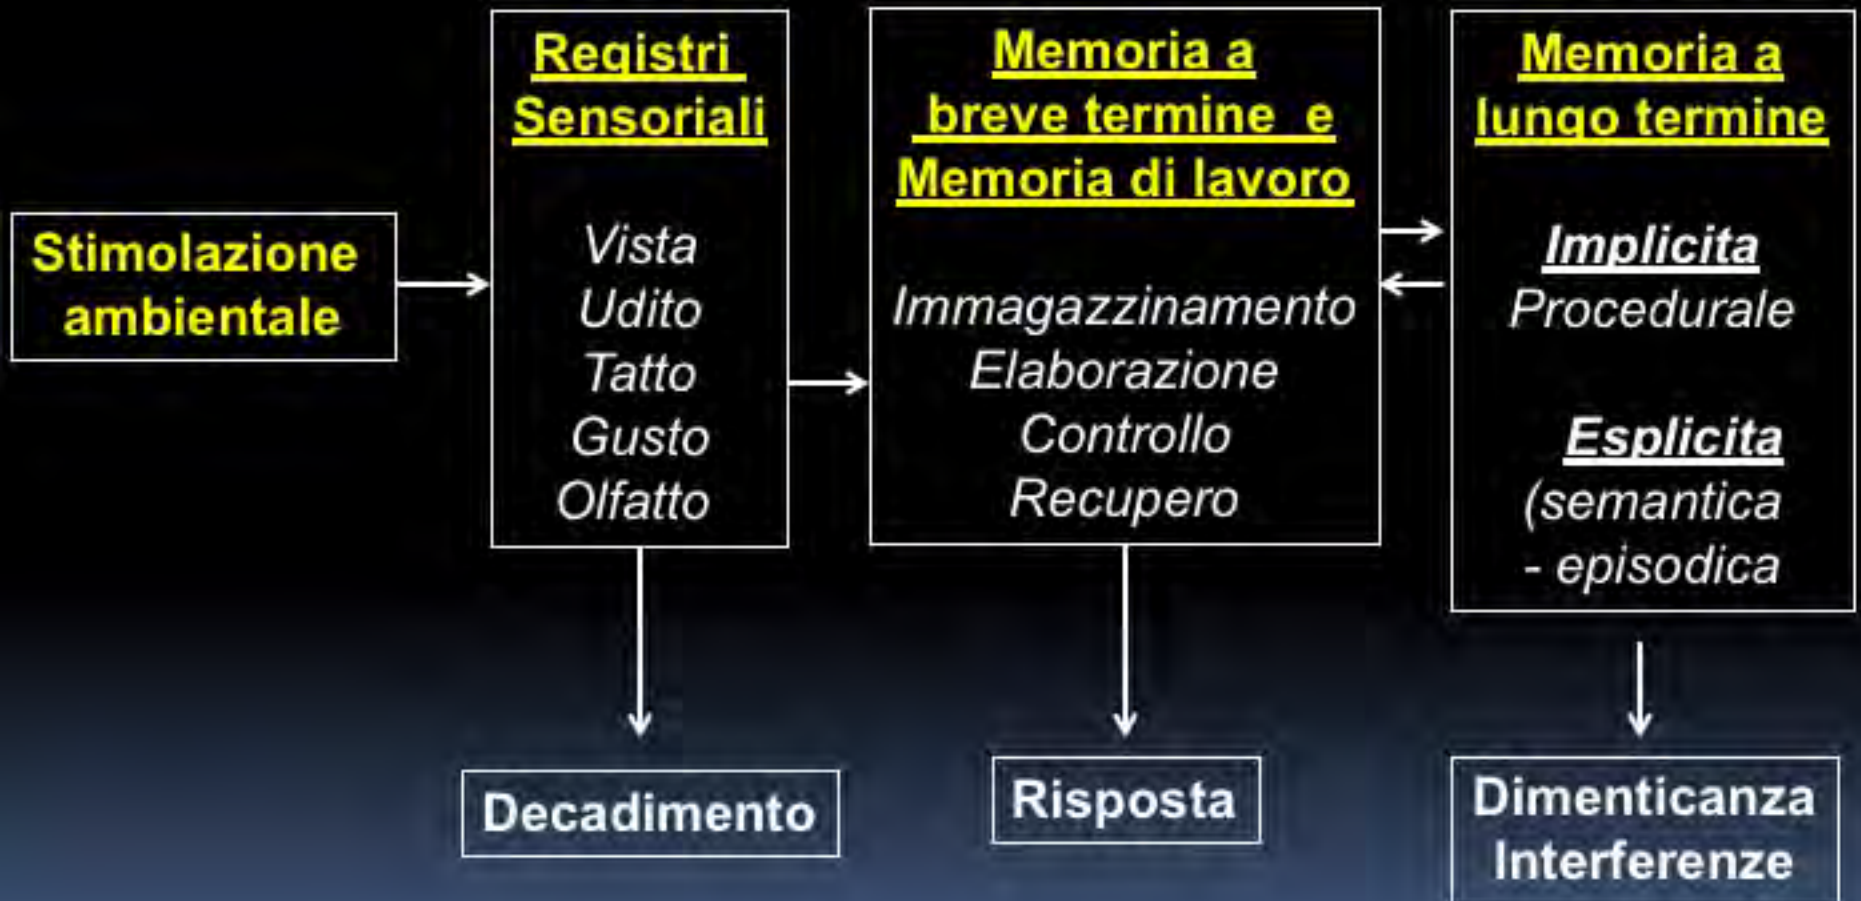 Stimolazione
ambientale
Registri
Sensoriali
Vista
Udito
Tatto
Gusto
Olfatto
Memoria a
breve termine e
Memoria di lavoro
Immagazzinamento
Elaborazione
Controllo
Recupero
Memoria a
lungo termine
Implicita
Procedurale
Esplicita
(semantica
- episodica
Decadimento
Risposta
Dimenticanza
Interferenze